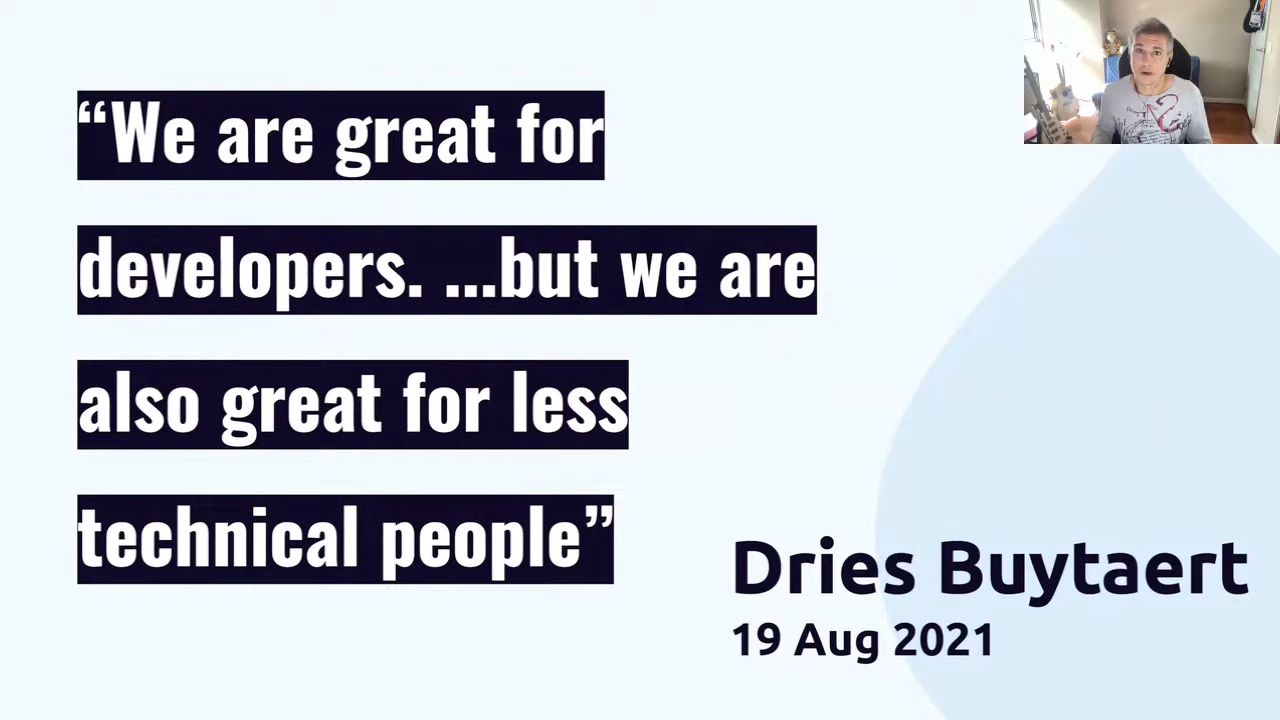 “We are great for
developers. ...but we are
also great for less
technical people”
Dries Buytaert
19 Aug 2021